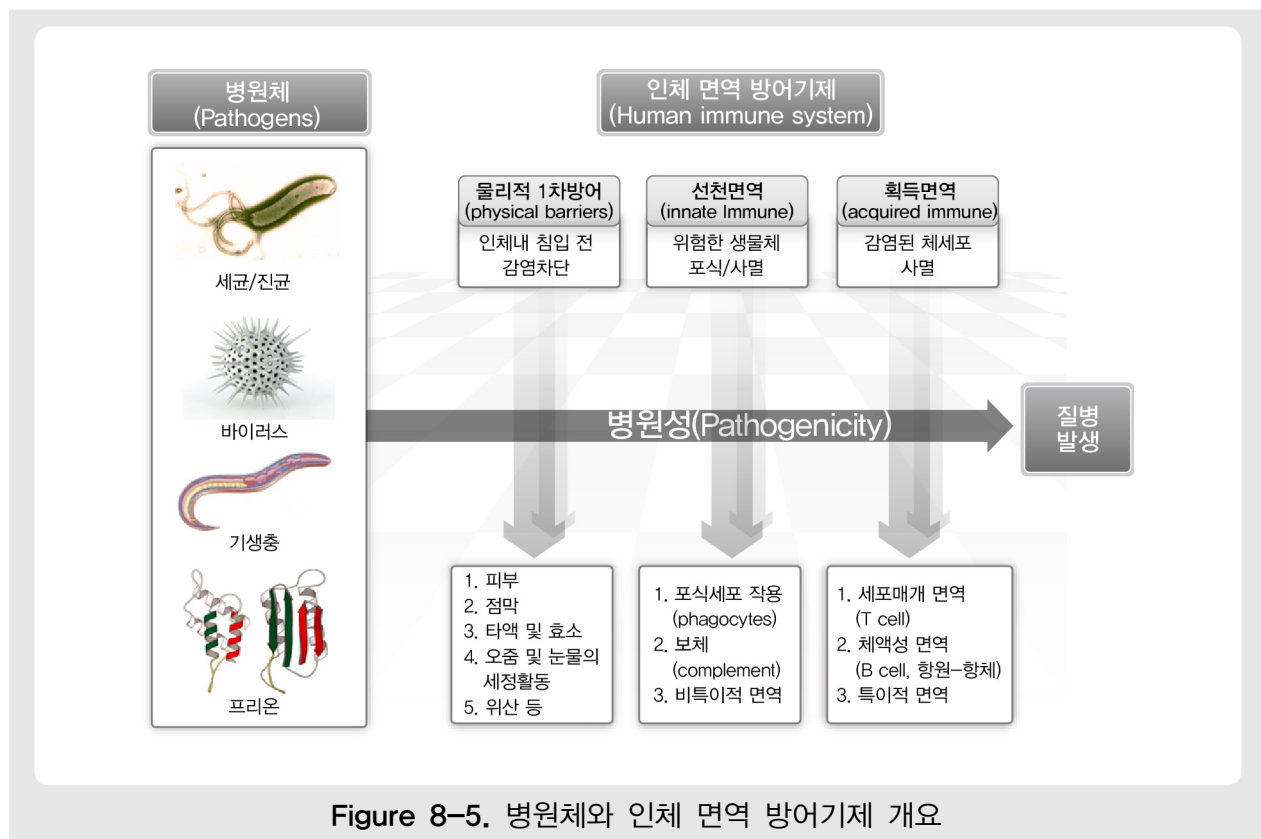 병원체
(Pathogens)
세균/진균
바이러스
기생충
프리온
인체 면역 방어기제
(Human immune system)
물리적 1차방어
(physical barriers)
인체내 침입 전
감염차단
선천면역
(innate Immune)
위험한 생물체
포식/사멸
획득면역
(acquired immune)
감염된 체세포
사멸
병원성(Pathogenicity)
질병
발생
1. 피부
2. 점막
3. 타액 및 효소
4. 오줌 및 눈물의
세정활동
5. 위산 등
1. 포식세포 작용
(phagocytes)
2. 보체
(complement)
3. 비특이적 면역
1. 세포매개 면역
(T cell)
2. 체액성 면역
(B cell, 항원–항체)
3. 특이적 면역
Figure 8–5. 병원체와 인체 면역 방어기제 개요